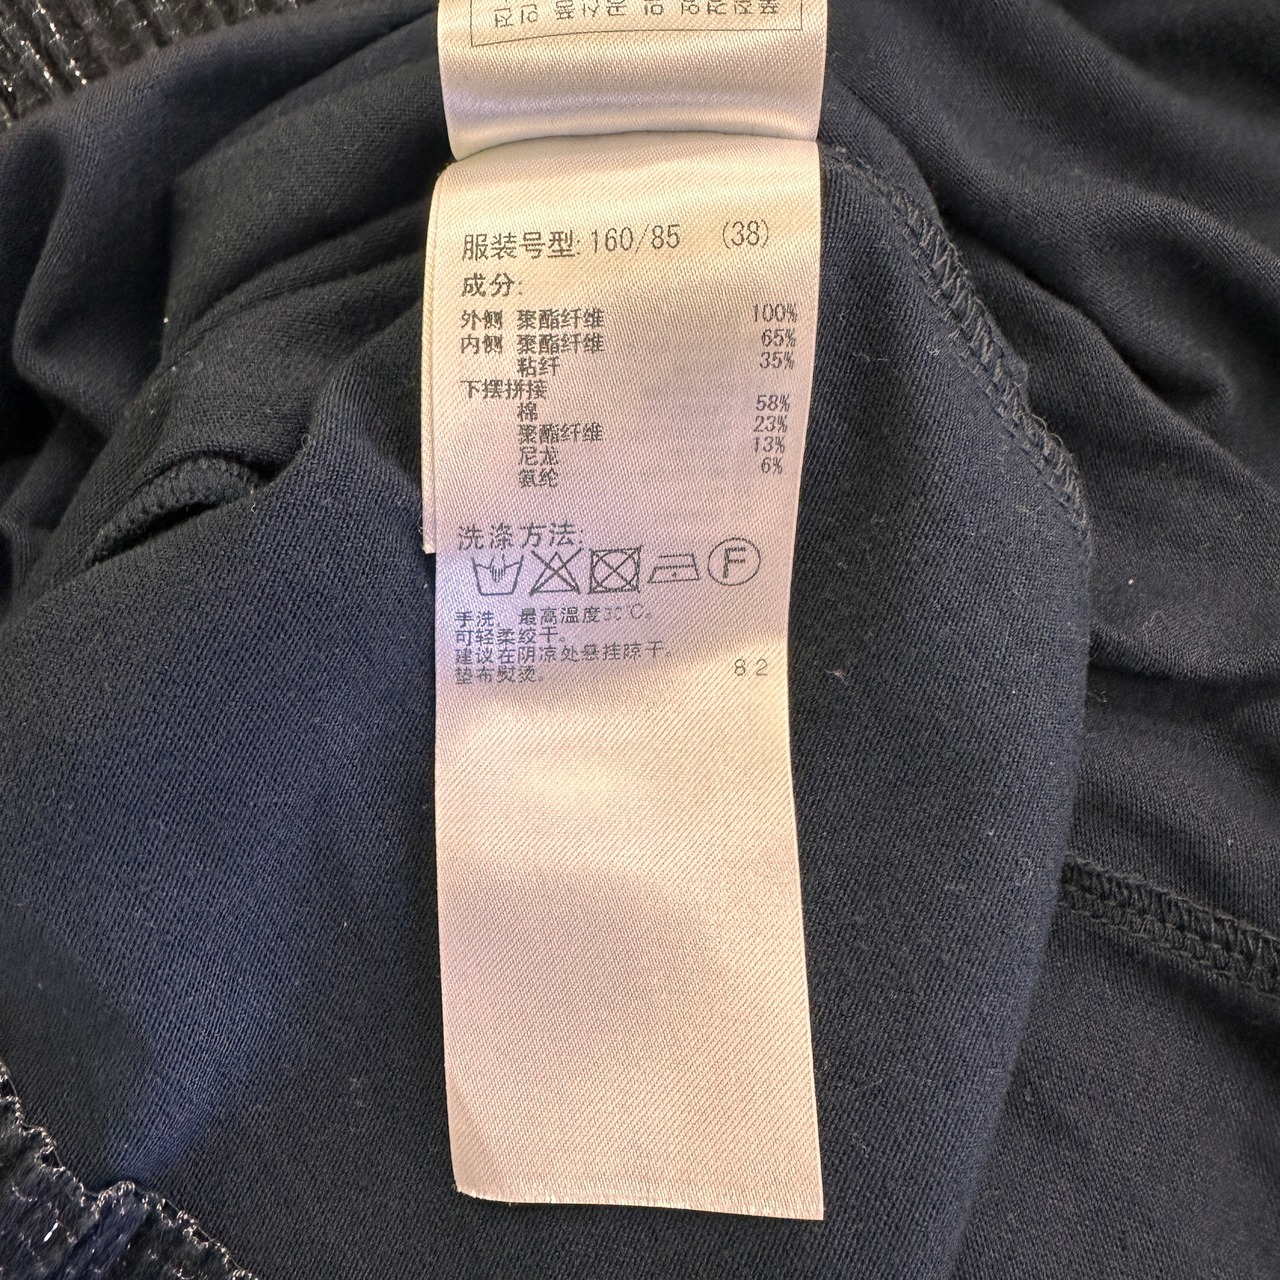 服装号型:160/85 (38)
成分:
外侧 聚酯纤维 100%
内侧 聚酯纤维 65%
粘纤 35%
下摆拼接
棉 58%
聚酯纤维 23%
尼龙 13%
氨纶 6%
洗涤方法:
F
手洗, 最高温度30℃。
可轻柔绞干。
建议在阴凉处悬挂晾干。
垫布熨烫。
82